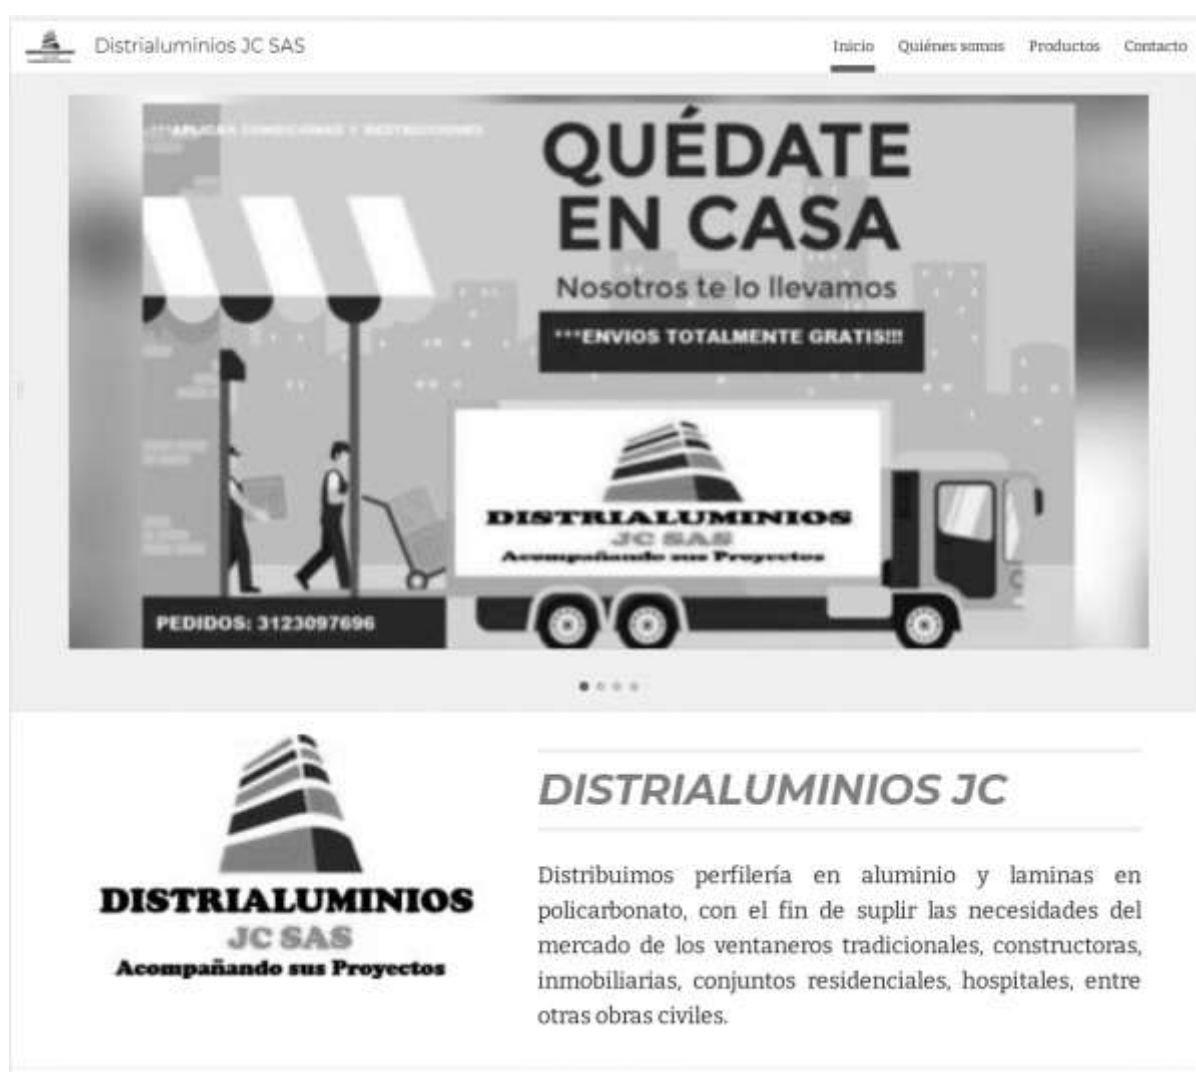 Distrialuminios JC SAS
Inicio Quiénes somos Productos Contacto
***APLICAN CONDICIONES Y RESTRICCIONES
QUÉDATE
EN CASA
Nosotros te lo llevamos
***ENVIOS TOTALMENTE GRATIS!!!
DISTRIALUMINIOS
JC SAS
Acompañando sus Proyectos
PEDIDOS: 3123097696
DISTRIALUMINIOS
JC SAS
Acompañando sus Proyectos
DISTRIALUMINIOS JC
Distribuimos perfilería en aluminio y laminas en
policarbonato, con el fin de suplir las necesidades del
mercado de los ventaneros tradicionales, constructoras,
inmobiliarias, conjuntos residenciales, hospitales, entre
otras obras civiles.